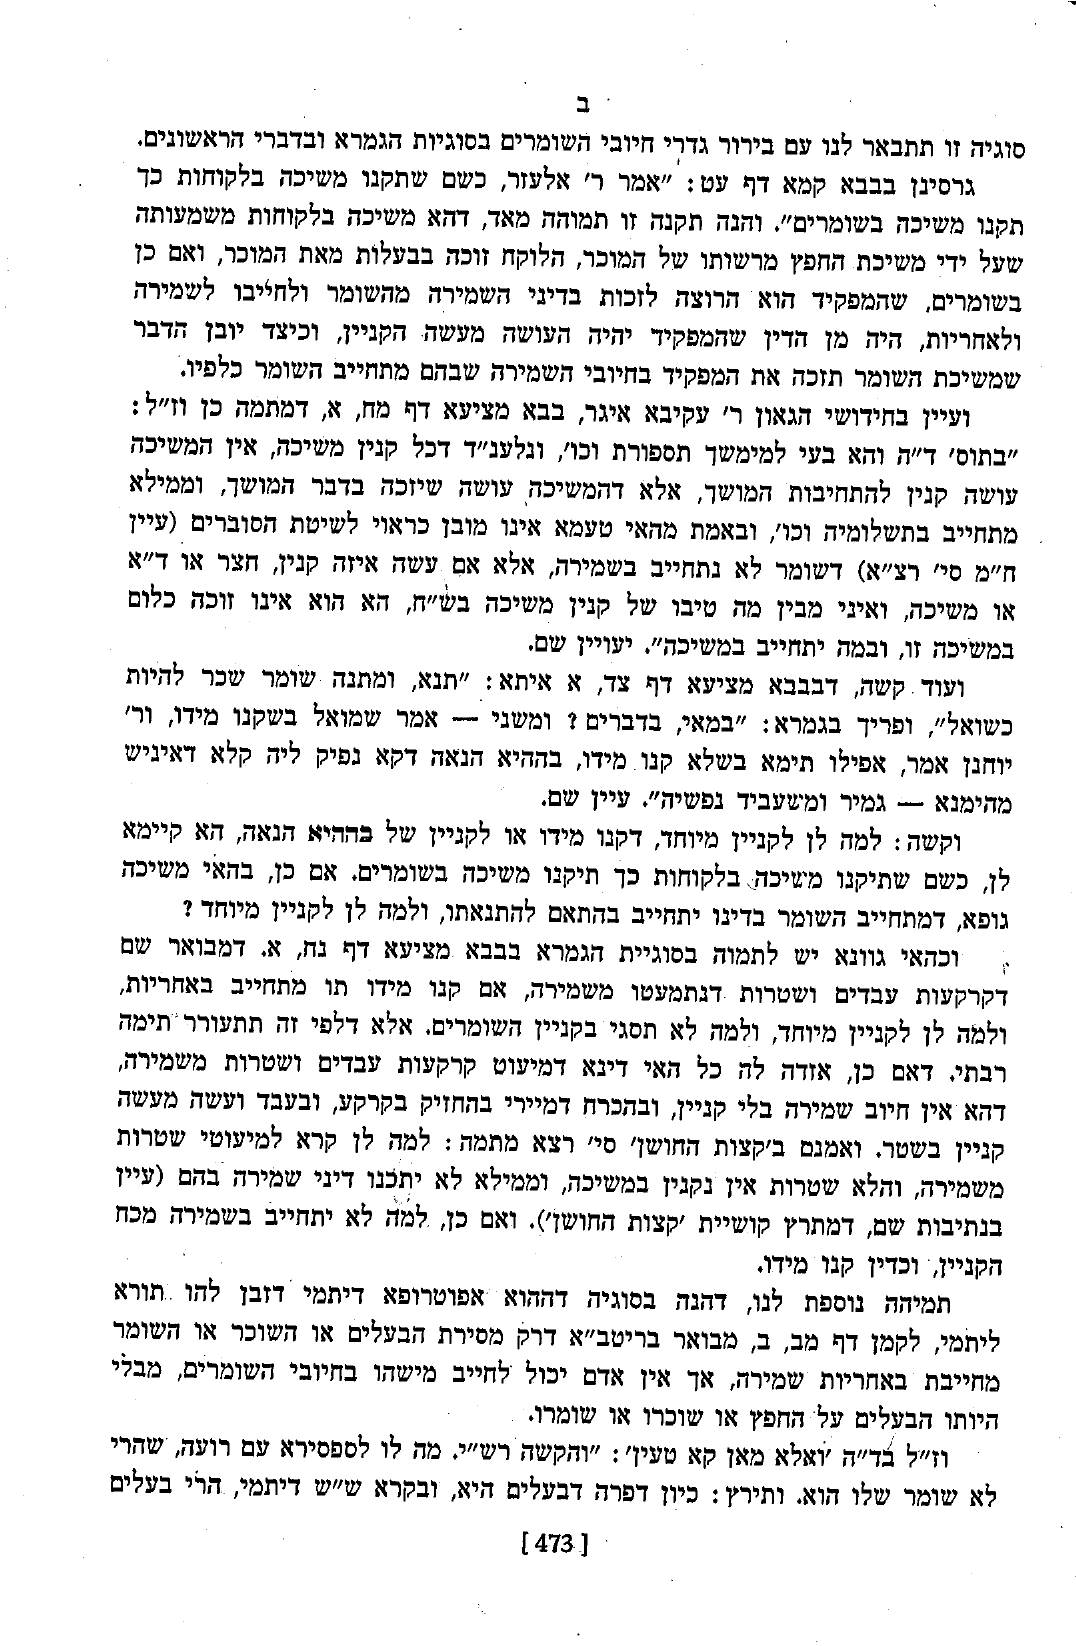 ב
סוגיה זו תתבאר לנו עם בירור גדרי חיובי השומרים בסוגיות הגמרא ובדברי הראשונים.
גרסינן בבבא קמא דף עט: "אמר ר' אלעזר, כשם שתקנו משיכה בלקוחות כך
תקנו משיכה בשומרים". והנה תקנה זו תמוהה מאד, דהא משיכה בלקוחות משמעותה
שעל ידי משיכת החפץ מרשותו של המוכר, הלוקח זוכה בבעלות מאת המוכר, ואם כן
בשומרים, שהמפקיד הוא הרוצה לזכות בדיני השמירה מהשומר ולחייבו לשמירה
ולאחריות, היה מן הדין שהמפקיד יהיה העושה מעשה הקניין, וכיצד יובן הדבר
שמשיכת השומר תזכה את המפקיד בחיובי השמירה שבהם מתחייב השומר כלפיו.
ועיין בחידושי הגאון ר' עקיבא איגר, בבא מציעא דף מח, א, דמתמה כן וז"ל:
"בתוס' ד"ה והא בעי למימשך תספורת וכו', ונלענ"ד דכל קנין משיכה, אין המשיכה
עושה קנין להתחיבות המושך, אלא דהמשיכה עושה שיזכה בדבר המושך, וממילא
מתחייב בתשלומיה וכו', ובאמת מהאי טעמא אינו מובן כראוי לשיטת הסוברים (עיין
ח"מ סי' רצ"א) דשומר לא נתחייב בשמירה, אלא אם עשה איזה קנין, חצר או ד"א
או משיכה, ואיני מבין מה טיבו של קנין משיכה בש"ח, הא הוא אינו זוכה כלום
במשיכה זו, ובמה יתחייב במשיכה". יעויין שם.
ועוד קשה, דבבבא מציעא דף צד, א איתא: "תנא, ומתנה שומר שכר להיות
כשואל", ופריך בגמרא: "במאי, בדברים? ומשני — אמר שמואל בשקנו מידו, ור'
יוחנן אמר, אפילו תימא בשלא קנו מידו, בההיא הנאה דקא נפיק ליה קלא דאיניש
מהימנא — גמיר ומשעביד נפשיה". עיין שם.
וקשה: למה לן לקניין מיוחד, דקנו מידו או לקניין של בההיא הנאה, הא קיימא
לן, כשם שתיקנו משיכה בלקוחות כך תיקנו משיכה בשומרים. אם כן, בהאי משיכה
גופא, דמתחייב השומר בדינו יתחייב בהתאם להתנאתו, ולמה לן לקניין מיוחד?
וכהאי גוונא יש לתמוה בסוגיית הגמרא בבבא מציעא דף נח, א. דמבואר שם
דקרקעות עבדים ושטרות דנתמעטו משמירה, אם קנו מידו תו מתחייב באחריות,
ולמה לן לקניין מיוחד, ולמה לא תסגי בקניין השומרים. אלא דלפי זה תתעורר תימה
רבתי. דאם כן, אזדה לה כל האי דינא דמיעוט קרקעות עבדים ושטרות משמירה,
דהא אין חיוב שמירה בלי קניין, ובהכרח דמיירי בהחזיק בקרקע, ובעבד ועשה מעשה
קניין בשטר. ואמנם ב'קצות החושן' סי' רצא מתמה: למה לן קרא למיעוטי שטרות
משמירה, והלא שטרות אין נקנין במשיכה, וממילא לא יתכנו דיני שמירה בהם (עיין
בנתיבות שם, דמתרץ קושיית 'קצות החושן'). ואם כן, למה לא יתחייב בשמירה מכח
הקניין, וכדין קנו מידו.
תמיהה נוספת לנו, דהנה בסוגיה דההוא אפוטרופא דיתמי דזבן להו תורא
ליתמי, לקמן דף מב, ב, מבואר בריטב"א דרק מסירת הבעלים או השוכר או השומר
מחייבת באחריות שמירה, אך אין אדם יכול לחייב מישהו בחיובי השומרים, מבלי
היותו הבעלים על החפץ או שוכרו או שומרו.
וז"ל בד"ה 'ואלא מאן קא טעין': "והקשה רש"י. מה לו לספסירא עם רועה, שהרי
לא שומר שלו הוא. ותירץ: כיון דפרה דבעלים היא, ובקרא ש"ש דיתמי, הרי בעלים
[473]